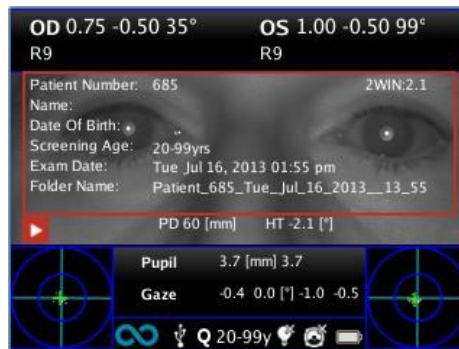 OD 0.75 -0.50 35° OS 1.00 -0.50 99°
R9 R9
Patient Number: 685 2WIN:2.1
Name:
Date Of Birth:
Screening Age: 20-99yrs
Exam Date: Tue Jul 16, 2013 01:55 pm
Folder Name: Patient_685_Tue_Jul_16_2013__13_55
PD 60 [mm] HT -2.1 [°]
Pupil 3.7 [mm] 3.7
Gaze -0.4 0.0 [°] -1.0 -0.5
Q 20-99y